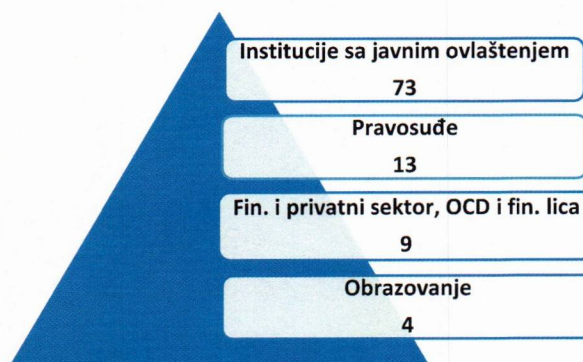 Institucije sa javnim ovlaštenjem
73
Pravosuđe
13
Fin. i privatni sektor, OCD i fin. lica
9
Obrazovanje
4